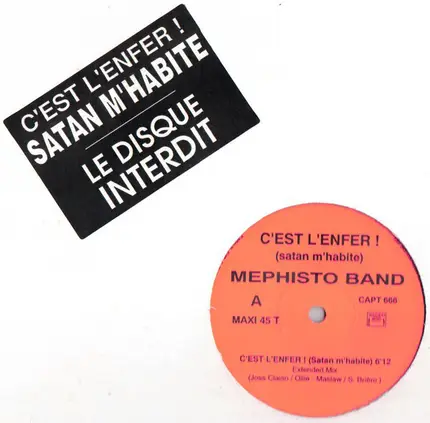 C'EST L'ENFER !
SATAN M'HABITE
LE DISQUE
INTERDIT
C'EST L'ENFER !
(satan m'habite)
MEPHISTO BAND
A
CAPT 666
MAXI 45 T
C'EST L'ENFER ! (Satan m'habite) 6'12
Extended Mix